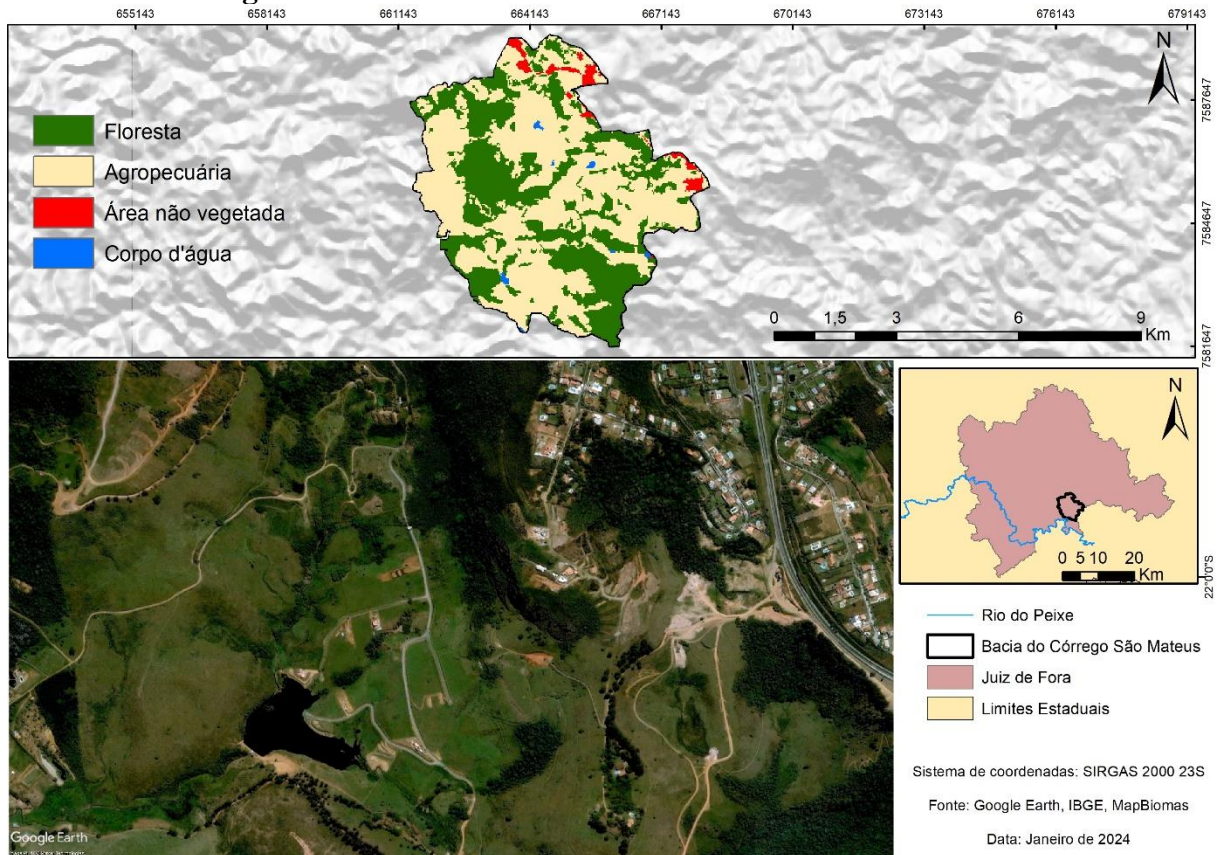 655143 658143 661143 664143 667143 670143 673143 676143 679143
N
7587647
7584647
7581647
Floresta
Agropecuária
Área não vegetada
Corpo d'água
0 1,5 3 6 9
Km
Google Earth
N
0 5 10 20
Km
22°0'0"S
Rio do Peixe
Bacia do Córrego São Mateus
Juiz de Fora
Limites Estaduais
Sistema de coordenadas: SIRGAS 2000 23S
Fonte: Google Earth, IBGE, MapBiomas
Data: Janeiro de 2024